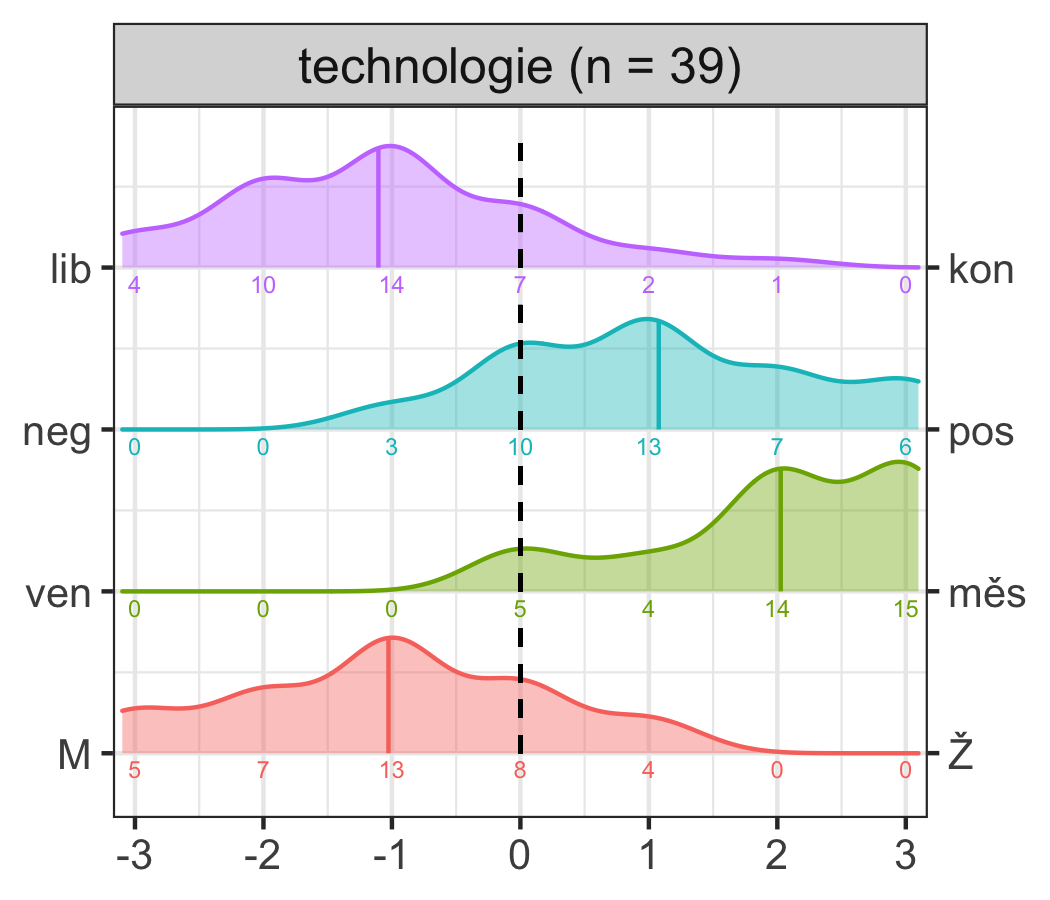 technologie (n = 39)
lib kon
4 10 14 7 2 1 0
neg pos
0 0 3 10 13 7 6
ven měs
0 0 0 5 4 14 15
M Ž
5 7 13 8 4 0 0
-3 -2 -1 0 1 2 3